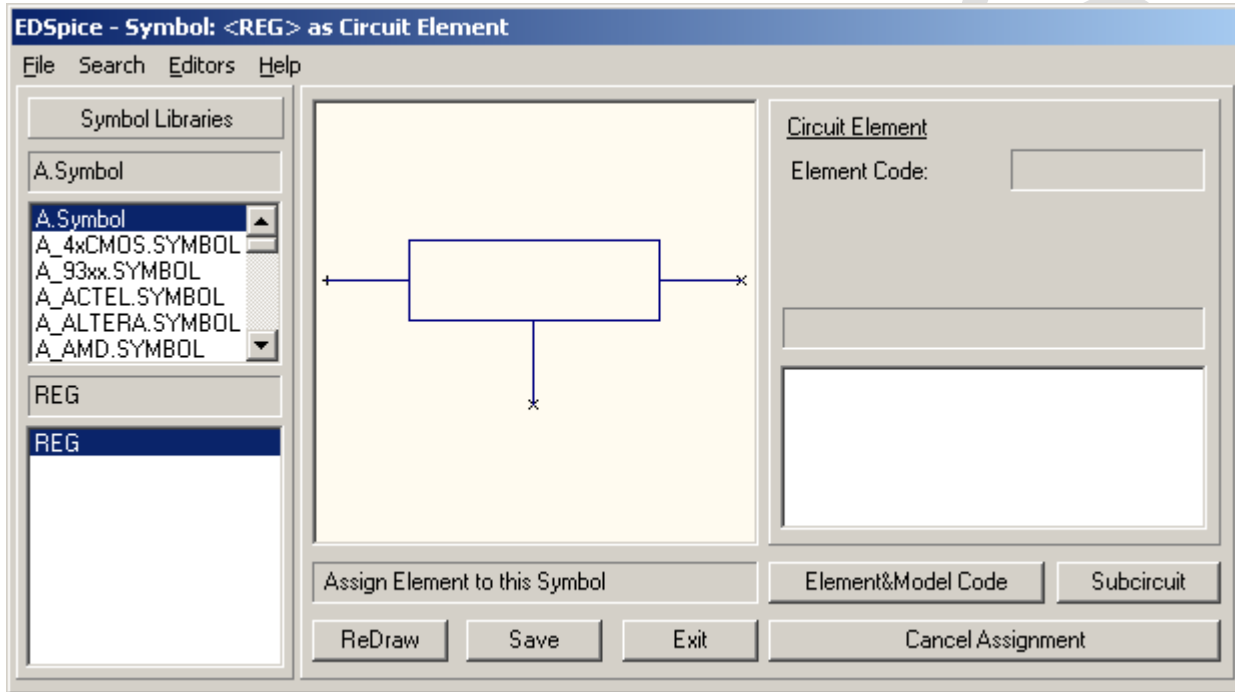 EDSpice - Symbol: <REG> as Circuit Element
File Search Editors Help
Symbol Libraries
A.Symbol
A.Symbol
A_4xCMOS.SYMBOL
A_93xx.SYMBOL
A_ACTEL.SYMBOL
A_ALTERA.SYMBOL
A_AMD.SYMBOL
REG
REG
Circuit Element
Element Code:
Assign Element to this Symbol
Element&Model Code
Subcircuit
ReDraw
Save
Exit
Cancel Assignment